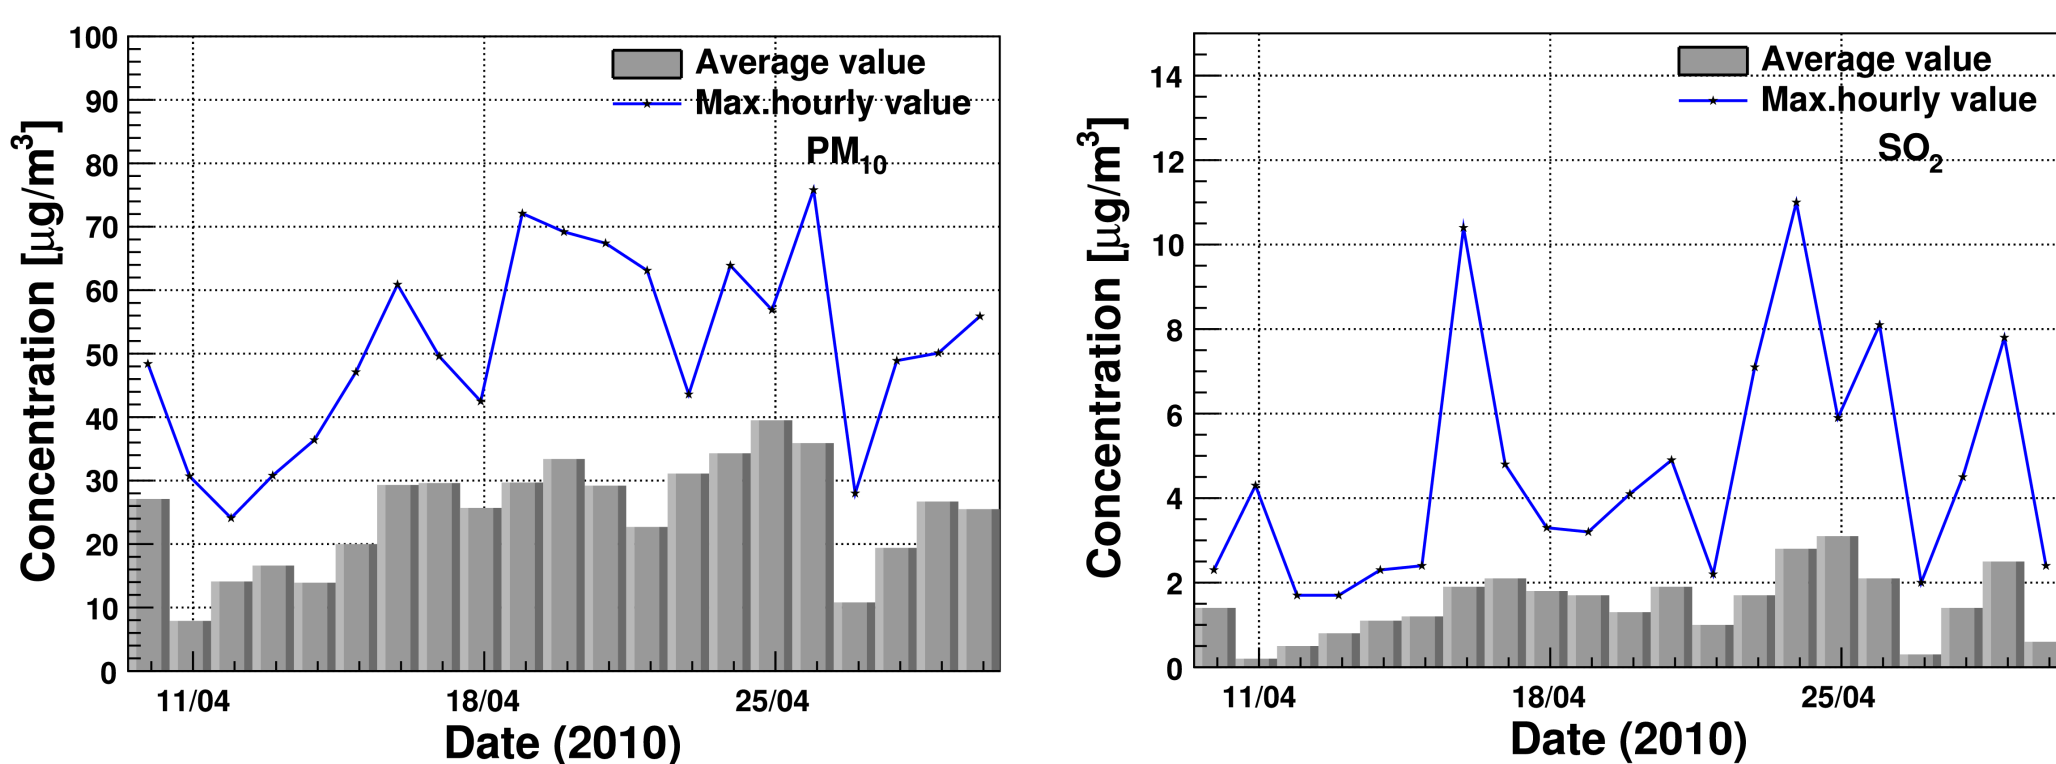 100
90
80
70
60
50
40
30
20
10
0
Concentration [μg/m³]
Average value
Max.hourly value
PM₁₀
11/04
18/04
25/04
Date (2010)
14
12
10
8
6
4
2
0
Concentration [μg/m³]
Average value
Max.hourly value
SO₂
11/04
18/04
25/04
Date (2010)